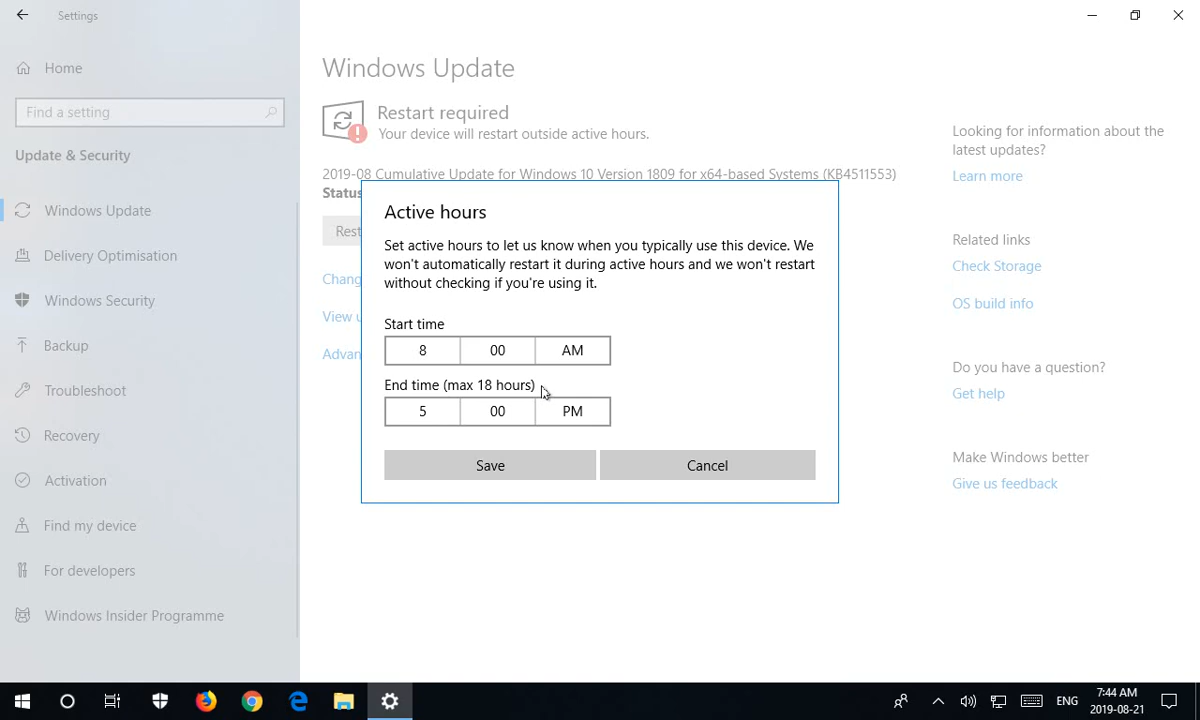 Settings
Home
Find a setting
Update & Security
Windows Update
Delivery Optimisation
Windows Security
Backup
Troubleshoot
Recovery
Activation
Find my device
For developers
Windows Insider Programme
Windows Update
Restart required
Your device will restart outside active hours.
2019-08 Cumulative Update for Windows 10 Version 1809 for x64-based Systems (KB4511553)
Status
Rest
Chang
View u
Advan
Active hours
Set active hours to let us know when you typically use this device. We
won't automatically restart it during active hours and we won't restart
without checking if you're using it.
Start time
8 00 AM
End time (max 18 hours)
5 00 PM
Save Cancel
Looking for information about the
latest updates?
Learn more
Related links
Check Storage
OS build info
Do you have a question?
Get help
Make Windows better
Give us feedback
ENG
7:44 AM
2019-08-21